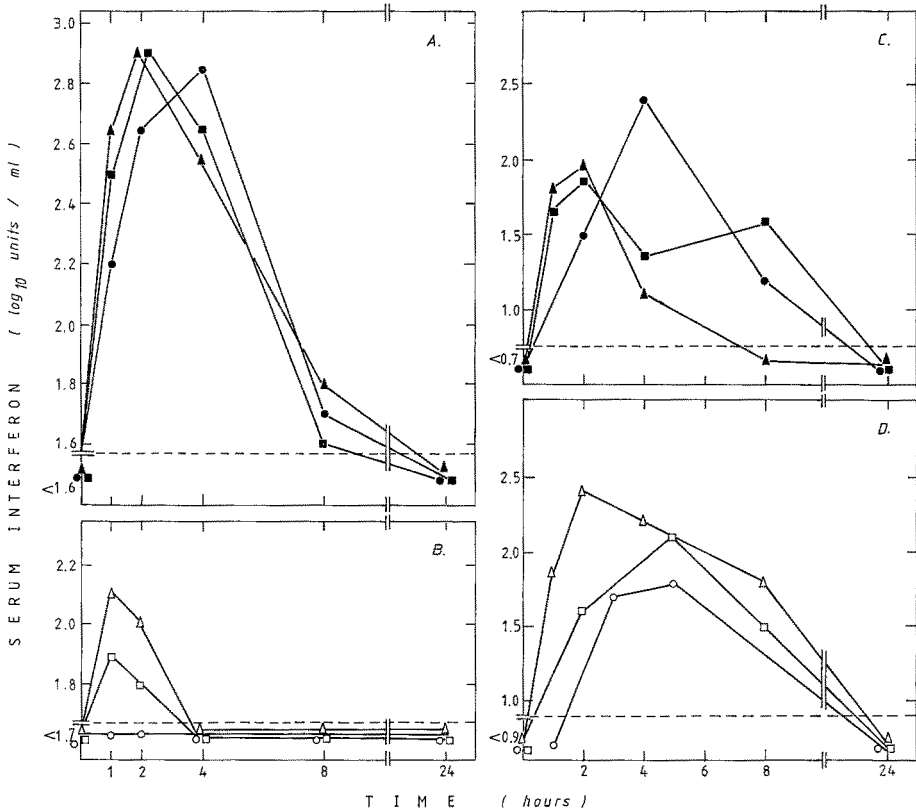 SERUM INTERFERON (log10 units / ml)
A.
3.0
2.8
2.6
2.4
2.2
2.0
1.8
1.6
<1.6
B.
2.2
2.0
1.8
<1.7
1 2 4 8 24
C.
2.5
2.0
1.5
1.0
<0.7
D.
2.5
2.0
1.5
1.0
<0.9
2 4 6 8 24
TIME (hours)